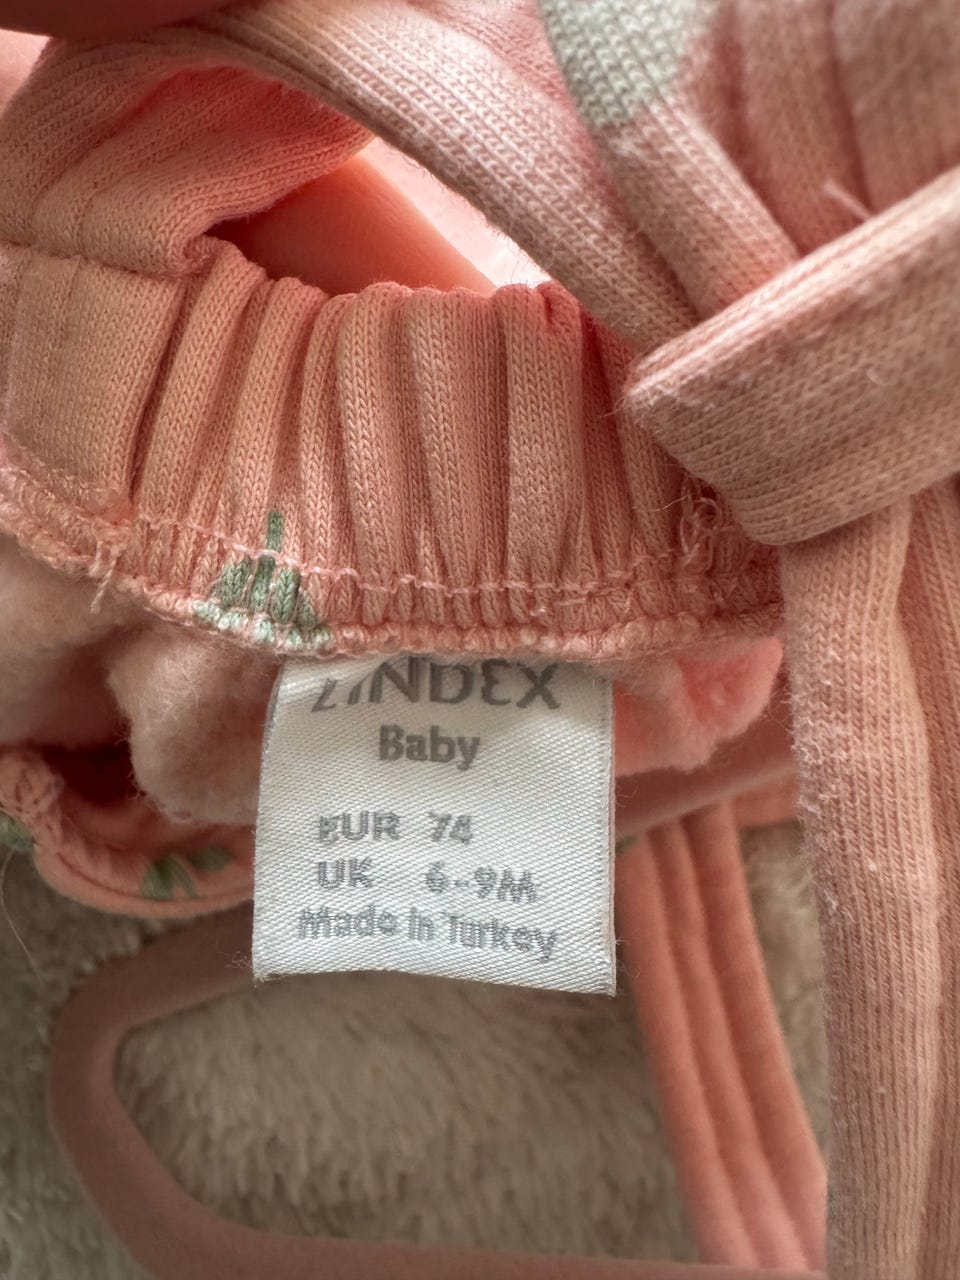 LINDEX
Baby
EUR 74
UK 6-9M
Made in Turkey